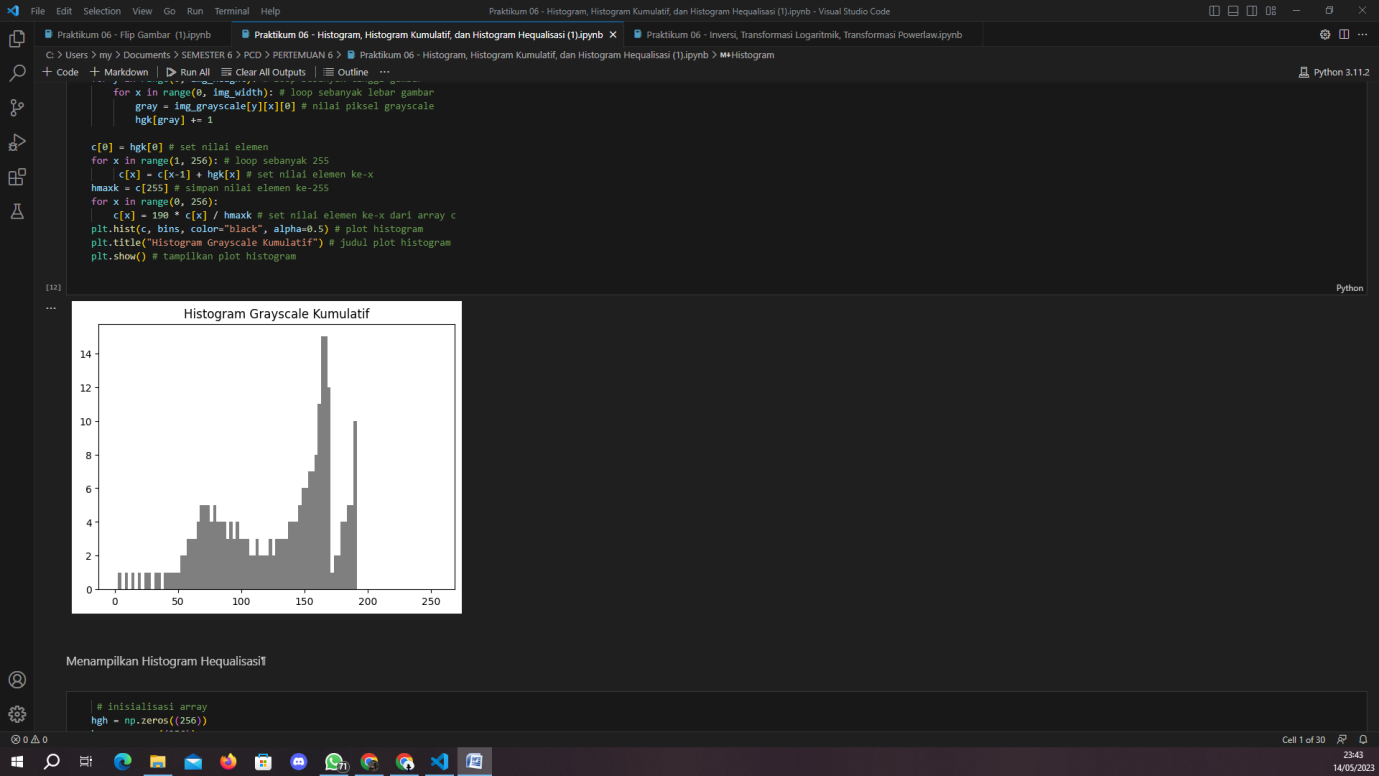 File Edit Selection View Go Run Terminal Help Praktikum 06 - Histogram, Histogram Kumulatif, dan Histogram Hequalisasi (1).ipynb - Visual Studio Code
Praktikum 06 - Flip Gambar (1).ipynb Praktikum 06 - Histogram, Histogram Kumulatif, dan Histogram Hequalisasi (1).ipynb Praktikum 06 - Inversi, Transformasi Logaritmik, Transformasi Powerlaw.ipynb
C: > Users > my > Documents > SEMESTER 6 > PCD > PERTEMUAN 6 > Praktikum 06 - Histogram, Histogram Kumulatif, dan Histogram Hequalisasi (1).ipynb > M↓Histogram
+ Code + Markdown Run All Clear All Outputs Outline ... Python 3.11.2
for x in range(0, img_width): # loop sebanyak lebar gambar
gray = img_grayscale[y][x][0] # nilai piksel grayscale
hgk[gray] += 1
c[0] = hgk[0] # set nilai elemen
for x in range(1, 256): # loop sebanyak 255
c[x] = c[x-1] + hgk[x] # set nilai elemen ke-x
hmaxk = c[255] # simpan nilai elemen ke-255
for x in range(0, 256):
c[x] = 190 * c[x] / hmaxk # set nilai elemen ke-x dari array c
plt.hist(c, bins, color="black", alpha=0.5) # plot histogram
plt.title("Histogram Grayscale Kumulatif") # judul plot histogram
plt.show() # tampilkan plot histogram
[12] Python
...
Histogram Grayscale Kumulatif
14
12
10
8
6
4
2
0
0 50 100 150 200 250
Menampilkan Histogram Hequalisasi¶
# inisialisasi array
hgh = np.zeros((256))
0 0 Cell 1 of 30
71
23:43
14/05/2023